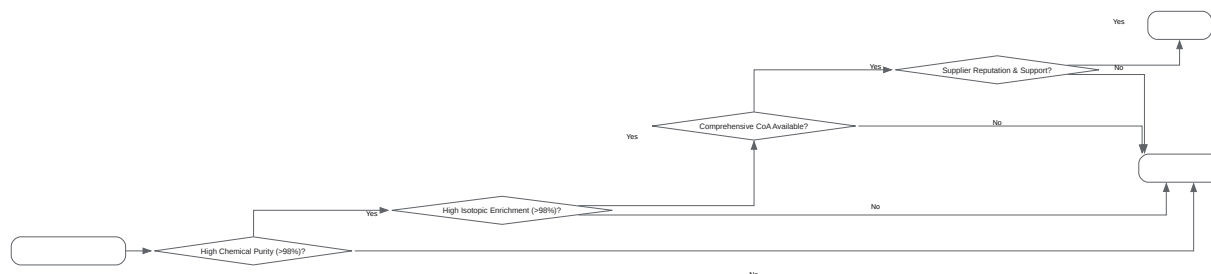 Yes
Yes
Supplier Reputation & Support?
No
Yes
Comprehensive CoA Available?
No
Yes
High Isotopic Enrichment (>98%)?
No
High Chemical Purity (>98%)?
No